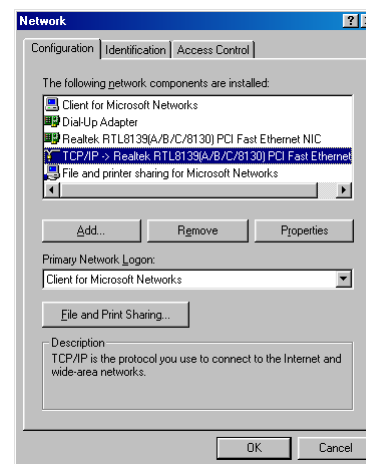 Network
Configuration Identification Access Control
The following network components are installed:
Client for Microsoft Networks
Dial-Up Adapter
Realtek RTL8139(A/B/C/8130) PCI Fast Ethernet NIC
TCP/IP -> Realtek RTL8139(A/B/C/8130) PCI Fast Ethernet
File and printer sharing for Microsoft Networks
Add... Remove Properties
Primary Network Logon:
Client for Microsoft Networks
File and Print Sharing...
Description
TCP/IP is the protocol you use to connect to the Internet and
wide-area networks.
OK Cancel